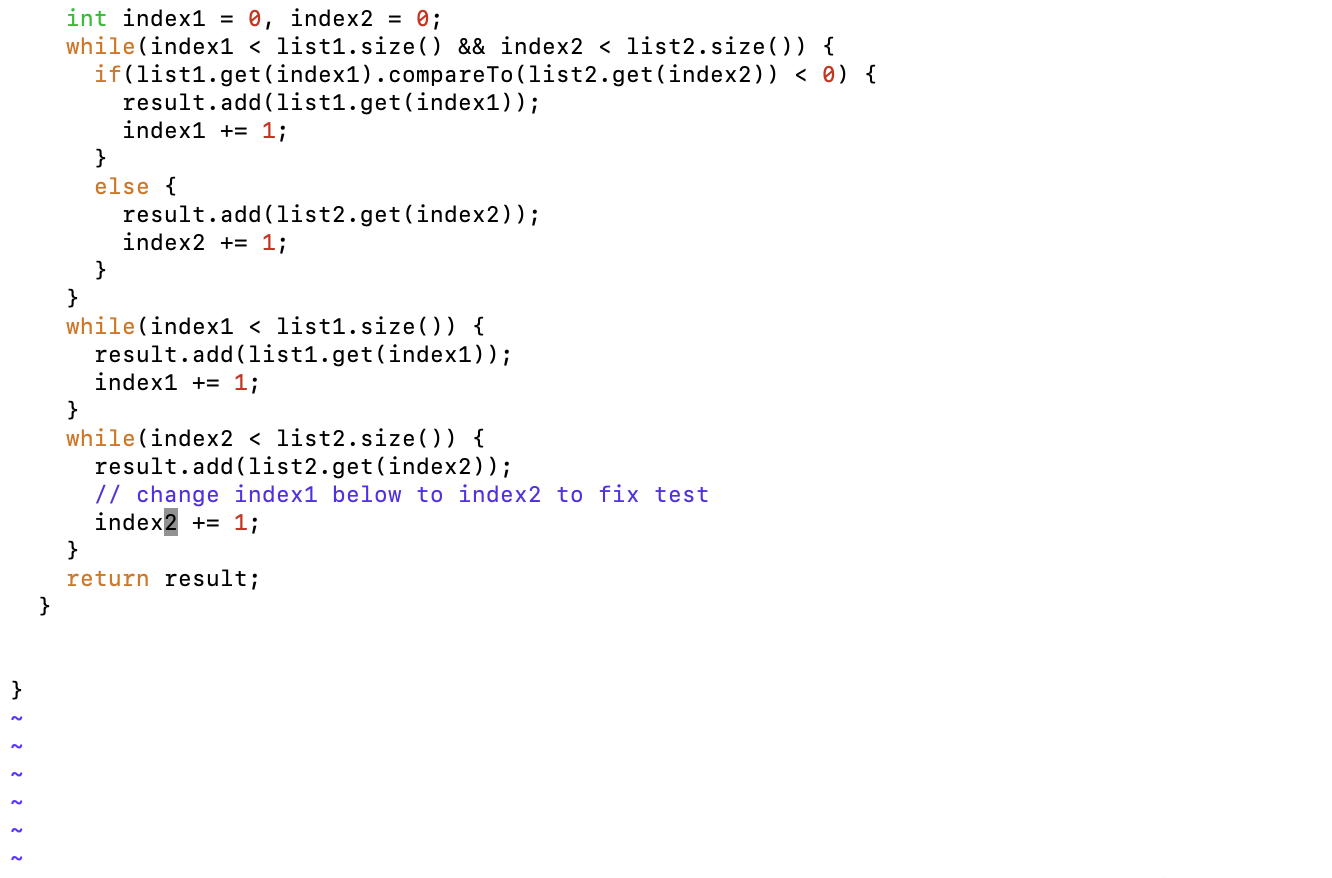 int index1 = 0, index2 = 0;
    while(index1 < list1.size() && index2 < list2.size()) {
      if(list1.get(index1).compareTo(list2.get(index2)) < 0) {
        result.add(list1.get(index1));
        index1 += 1;
      }
      else {
        result.add(list2.get(index2));
        index2 += 1;
      }
    }
    while(index1 < list1.size()) {
      result.add(list1.get(index1));
      index1 += 1;
    }
    while(index2 < list2.size()) {
      result.add(list2.get(index2));
      // change index1 below to index2 to fix test
      index2 += 1;
    }
    return result;
  }


}
~
~
~
~
~
~